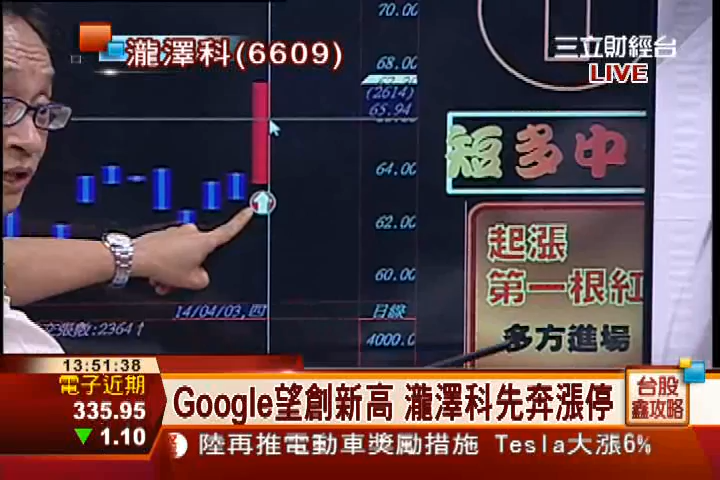 瀧澤科(6609)
三立財經台
LIVE
70.00
68.00
(2614)
65.94
64.00
62.00
60.00
14/04/03,四
日線
4000.0
交張數:2364↑
短多中
起漲
第一根紅
多方進場
13:51:38
電子近期
335.95
▼1.10
Google望創新高 瀧澤科先奔漲停
台股
鑫攻略
陸再推電動車獎勵措施 Tesla大漲6%